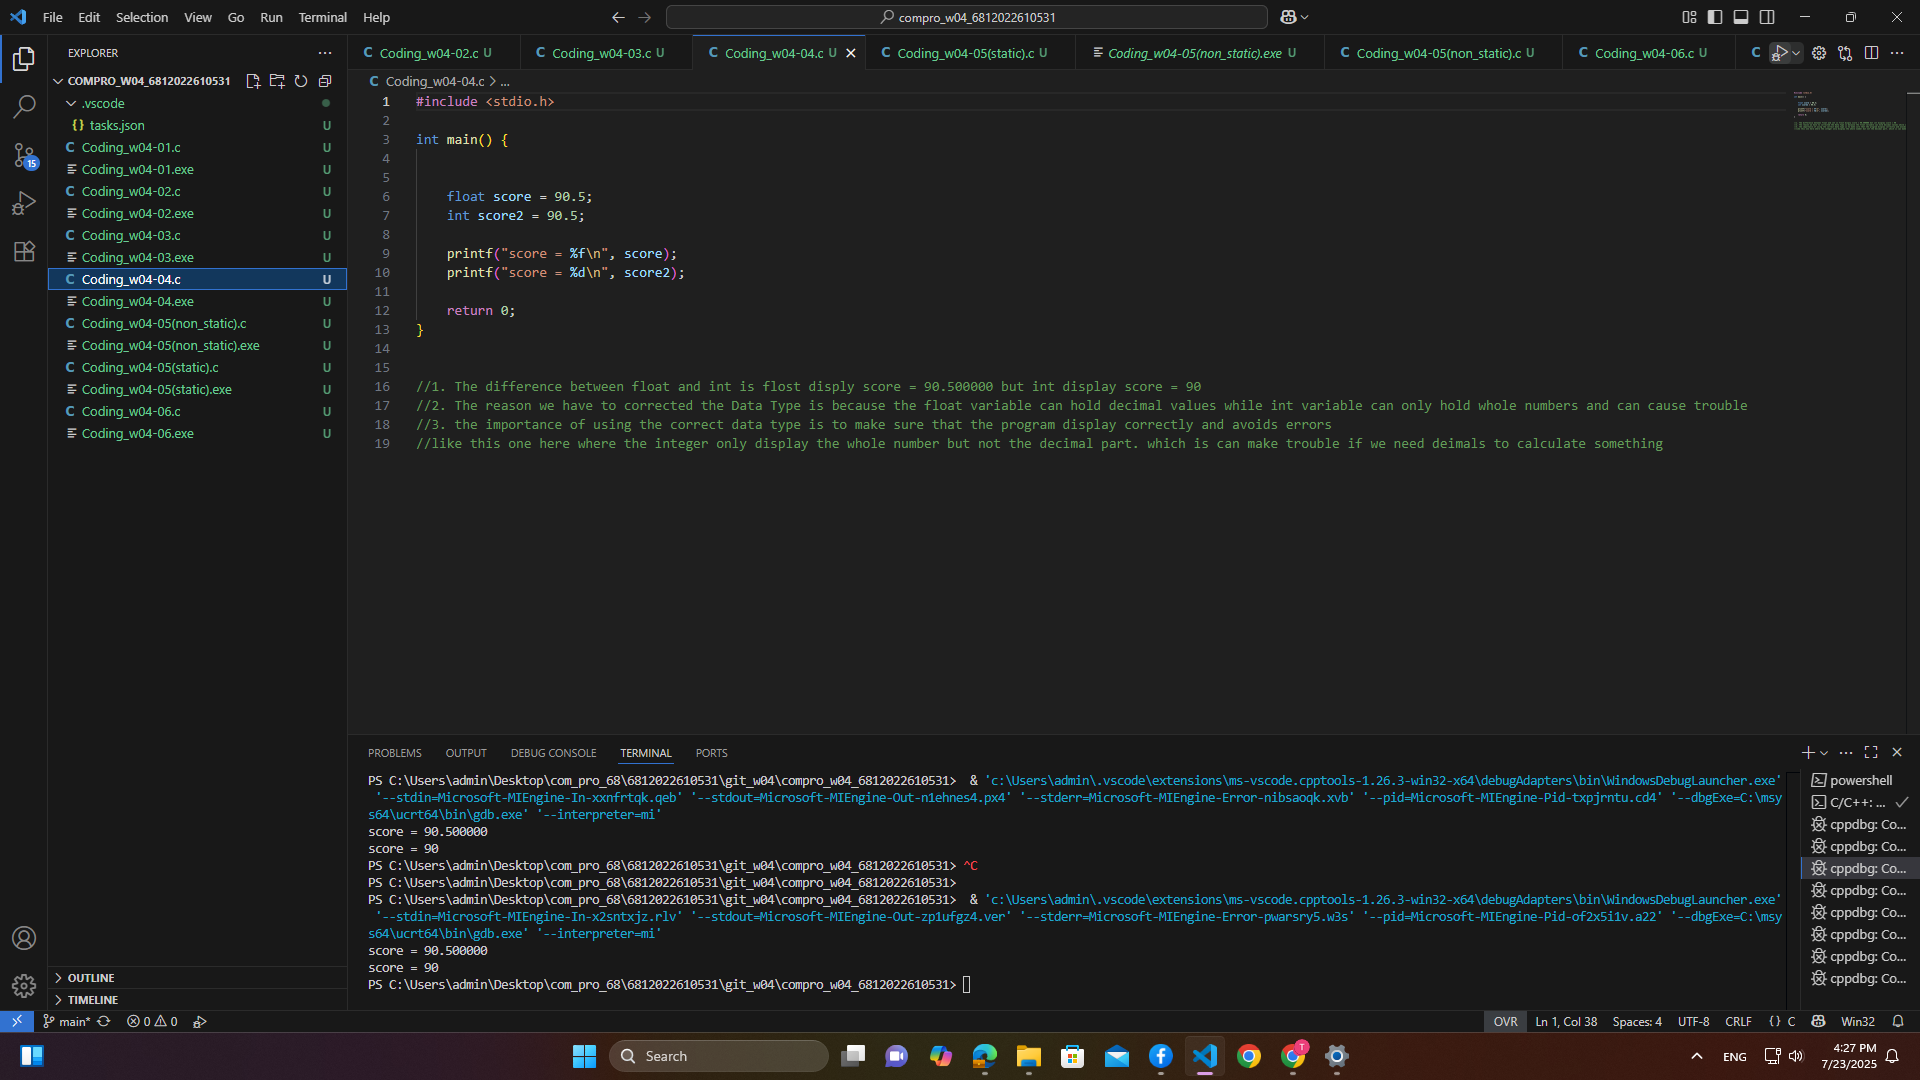 File Edit Selection View Go Run Terminal Help
compro_w04_6812022610531
EXPLORER
COMPRO_W04_6812022610531
.vscode
{} tasks.json U
C Coding_w04-01.c U
Coding_w04-01.exe U
C Coding_w04-02.c U
Coding_w04-02.exe U
C Coding_w04-03.c U
Coding_w04-03.exe U
C Coding_w04-04.c U
Coding_w04-04.exe U
C Coding_w04-05(non_static).c U
Coding_w04-05(non_static).exe U
C Coding_w04-05(static).c U
Coding_w04-05(static).exe U
C Coding_w04-06.c U
Coding_w04-06.exe U
15
OUTLINE
TIMELINE
C Coding_w04-02.c U C Coding_w04-03.c U C Coding_w04-04.c U C Coding_w04-05(static).c U Coding_w04-05(non_static).exe U C Coding_w04-05(non_static).c U C Coding_w04-06.c U C
C Coding_w04-04.c > ...
1 #include <stdio.h>
2
3 int main() {
4
5
6 float score = 90.5;
7 int score2 = 90.5;
8
9 printf("score = %f\n", score);
10 printf("score = %d\n", score2);
11
12 return 0;
13 }
14
15
16 //1. The difference between float and int is flost disply score = 90.500000 but int display score = 90
17 //2. The reason we have to corrected the Data Type is because the float variable can hold decimal values while int variable can only hold whole numbers and can cause trouble
18 //3. the importance of using the correct data type is to make sure that the program display correctly and avoids errors
19 //like this one here where the integer only display the whole number but not the decimal part. which is can make trouble if we need deimals to calculate something
PROBLEMS OUTPUT DEBUG CONSOLE TERMINAL PORTS
PS C:\Users\admin\Desktop\com_pro_68\6812022610531\git_w04\compro_w04_6812022610531> & 'c:\Users\admin\.vscode\extensions\ms-vscode.cpptools-1.26.3-win32-x64\debugAdapters\bin\WindowsDebugLauncher.exe'
'--stdin=Microsoft-MIEngine-In-xxnfrtqk.qeb' '--stdout=Microsoft-MIEngine-Out-n1ehnes4.px4' '--stderr=Microsoft-MIEngine-Error-nibsaoqk.xvb' '--pid=Microsoft-MIEngine-Pid-txpjrntu.cd4' '--dbgExe=C:\msy
s64\ucrt64\bin\gdb.exe' '--interpreter=mi'
score = 90.500000
score = 90
PS C:\Users\admin\Desktop\com_pro_68\6812022610531\git_w04\compro_w04_6812022610531> ^C
PS C:\Users\admin\Desktop\com_pro_68\6812022610531\git_w04\compro_w04_6812022610531>
PS C:\Users\admin\Desktop\com_pro_68\6812022610531\git_w04\compro_w04_6812022610531> & 'c:\Users\admin\.vscode\extensions\ms-vscode.cpptools-1.26.3-win32-x64\debugAdapters\bin\WindowsDebugLauncher.exe'
'--stdin=Microsoft-MIEngine-In-x2sntxjz.rlv' '--stdout=Microsoft-MIEngine-Out-zp1ufgz4.ver' '--stderr=Microsoft-MIEngine-Error-pwarsry5.w3s' '--pid=Microsoft-MIEngine-Pid-of2x5i1v.a22' '--dbgExe=C:\msy
s64\ucrt64\bin\gdb.exe' '--interpreter=mi'
score = 90.500000
score = 90
PS C:\Users\admin\Desktop\com_pro_68\6812022610531\git_w04\compro_w04_6812022610531>
powershell
C/C++: ...
cppdbg: Co...
cppdbg: Co...
cppdbg: Co...
cppdbg: Co...
cppdbg: Co...
cppdbg: Co...
cppdbg: Co...
cppdbg: Co...
main* 0 0 OVR Ln 1, Col 38 Spaces: 4 UTF-8 CRLF {} C Win32
Search T ENG 4:27 PM
7/23/2025